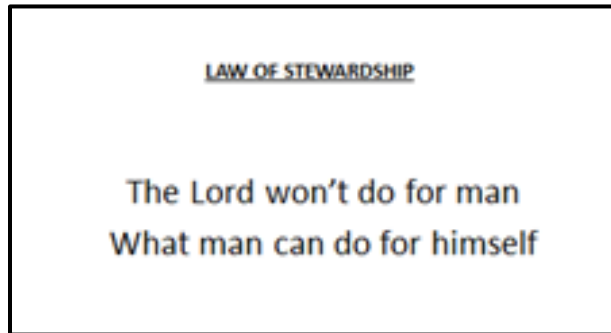 LAW OF STEWARDSHIP
The Lord won't do for man
What man can do for himself